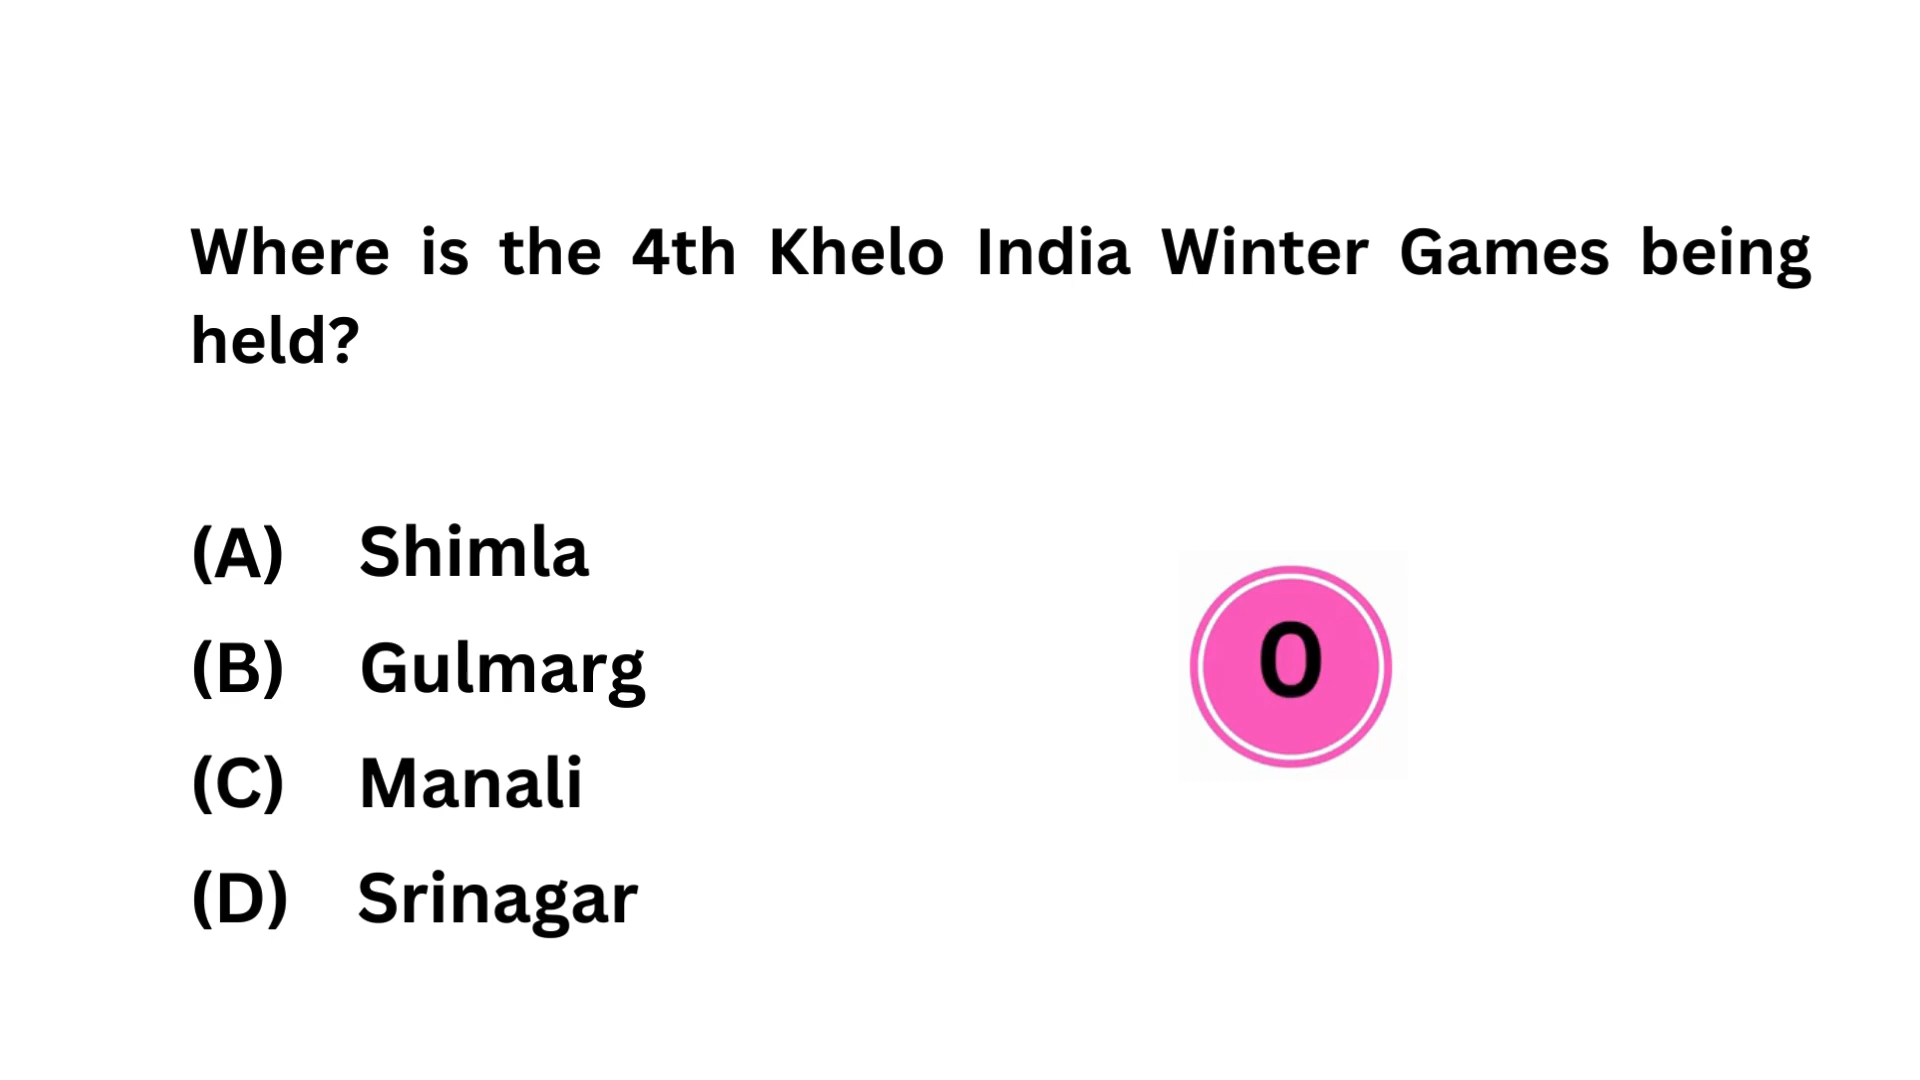 Where is the 4th Khelo India Winter Games being
held?
(A) Shimla
(B) Gulmarg
0
(C) Manali
(D) Srinagar